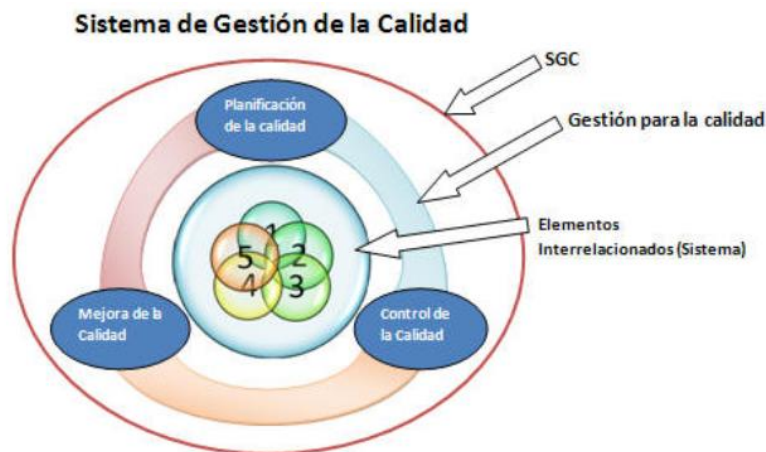 Sistema de Gestión de la Calidad
SGC
Planificación
de la calidad
Gestión para la calidad
Elementos
Interrelacionados (Sistema)
1
5 2
4 3
Mejora de la
Calidad
Control de
la Calidad